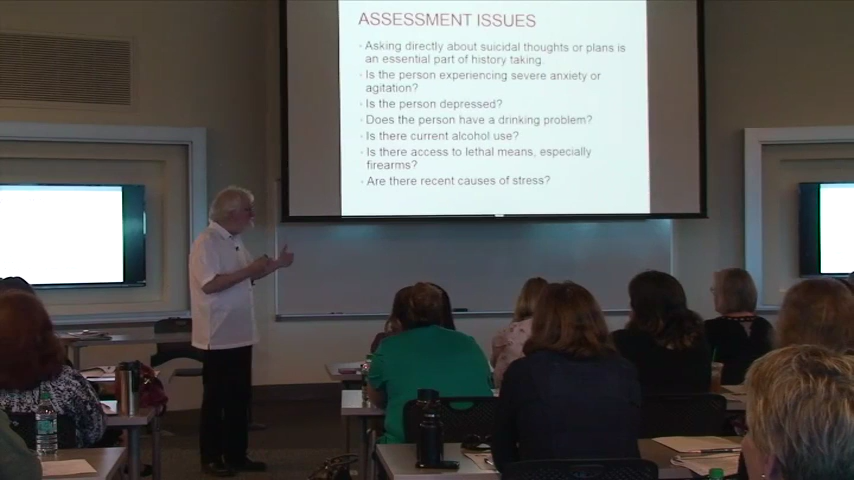 ASSESSMENT ISSUES
Asking directly about suicidal thoughts or plans is
an essential part of history taking.
Is the person experiencing severe anxiety or
agitation?
Is the person depressed?
Does the person have a drinking problem?
Is there current alcohol use?
Is there access to lethal means, especially
firearms?
Are there recent causes of stress?